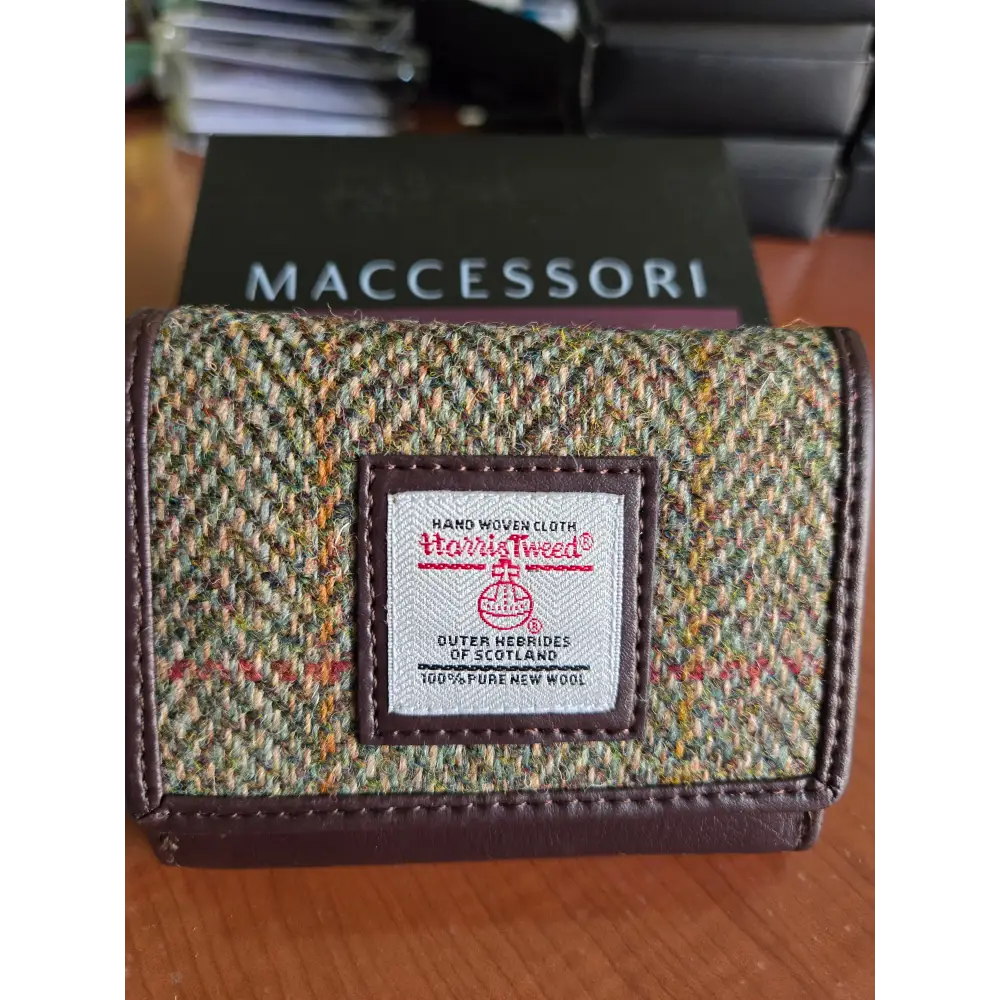 MACCESSORI
HAND WOVEN CLOTH
Harris Tweed®
®
OUTER HEBRIDES
OF SCOTLAND
100% PURE NEW WOOL